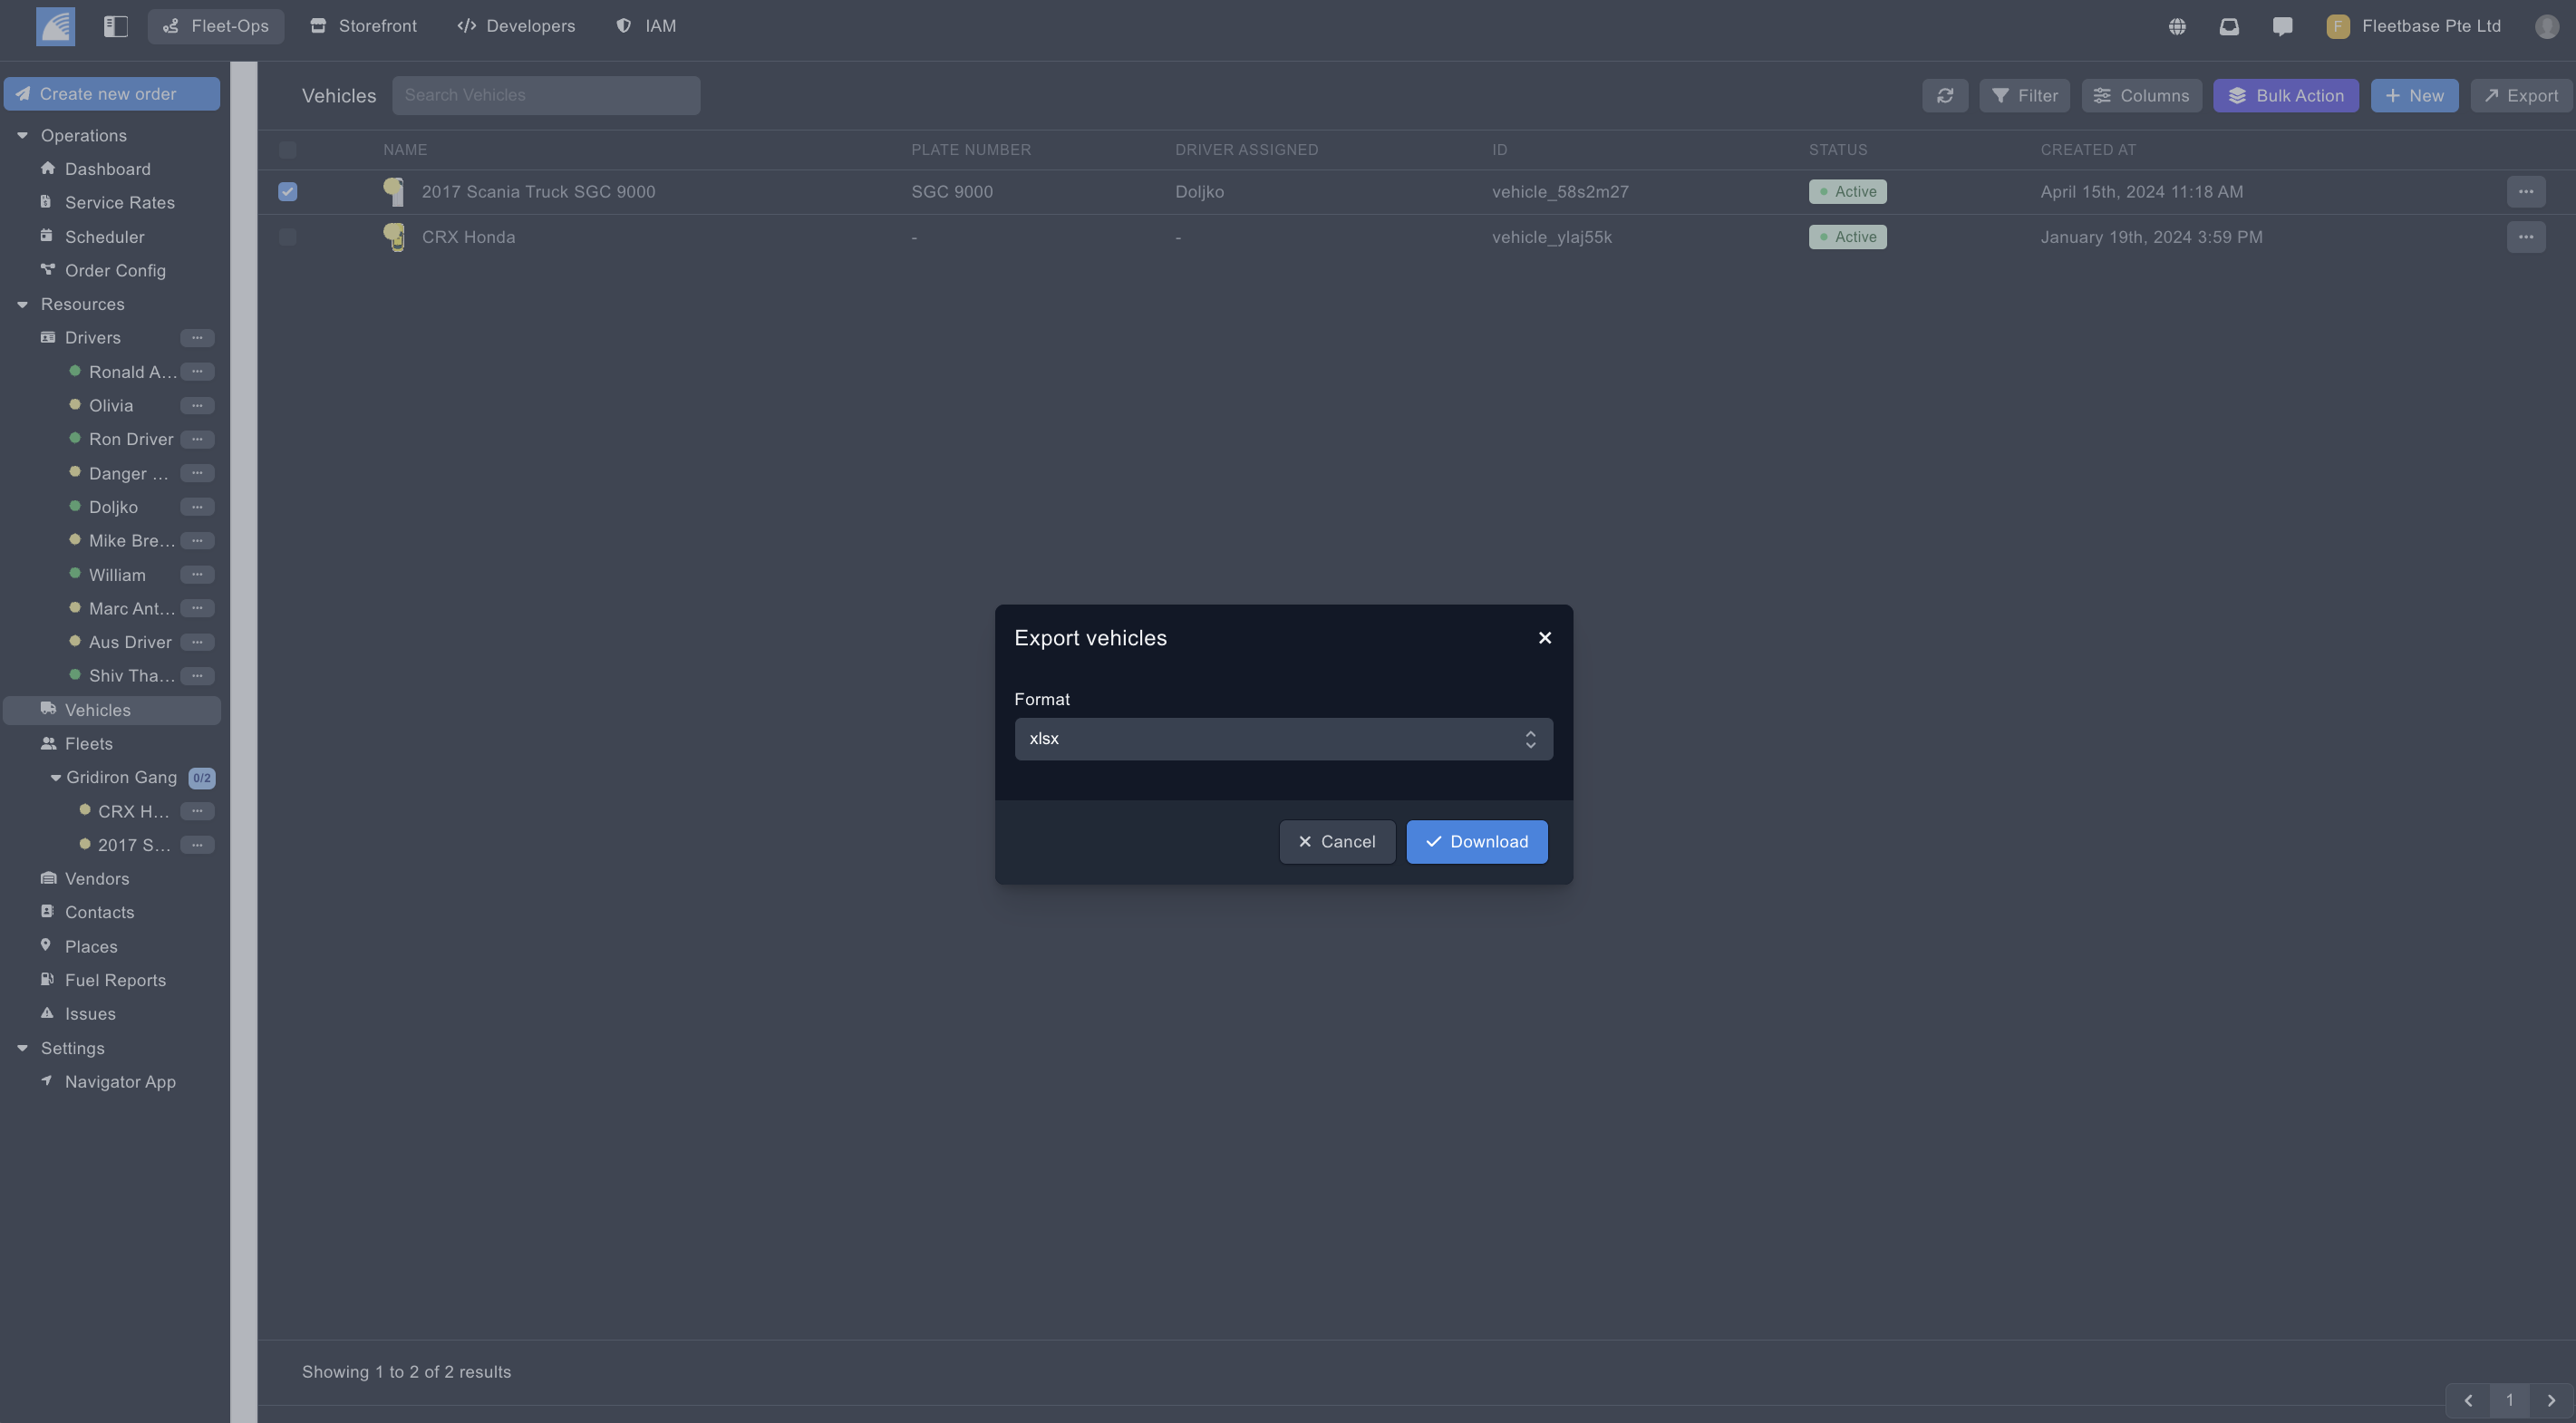 Fleet-Ops
Storefront
Developers
IAM
F
Fleetbase Pte Ltd
Create new order
Operations
Dashboard
Service Rates
Scheduler
Order Config
Resources
Drivers
Ronald A...
Olivia
Ron Driver
Danger ...
Doljko
Mike Bre...
William
Marc Ant...
Aus Driver
Shiv Tha...
Vehicles
Fleets
Gridiron Gang 0/2
CRX H...
2017 S...
Vendors
Contacts
Places
Fuel Reports
Issues
Settings
Navigator App
Vehicles
Search Vehicles
Filter
Columns
Bulk Action
New
Export
NAME PLATE NUMBER DRIVER ASSIGNED ID STATUS CREATED AT
2017 Scania Truck SGC 9000 SGC 9000 Doljko vehicle_58s2m27 Active April 15th, 2024 11:18 AM
CRX Honda - - vehicle_ylaj55k Active January 19th, 2024 3:59 PM
Export vehicles
Format
xlsx
Cancel
Download
Showing 1 to 2 of 2 results
1